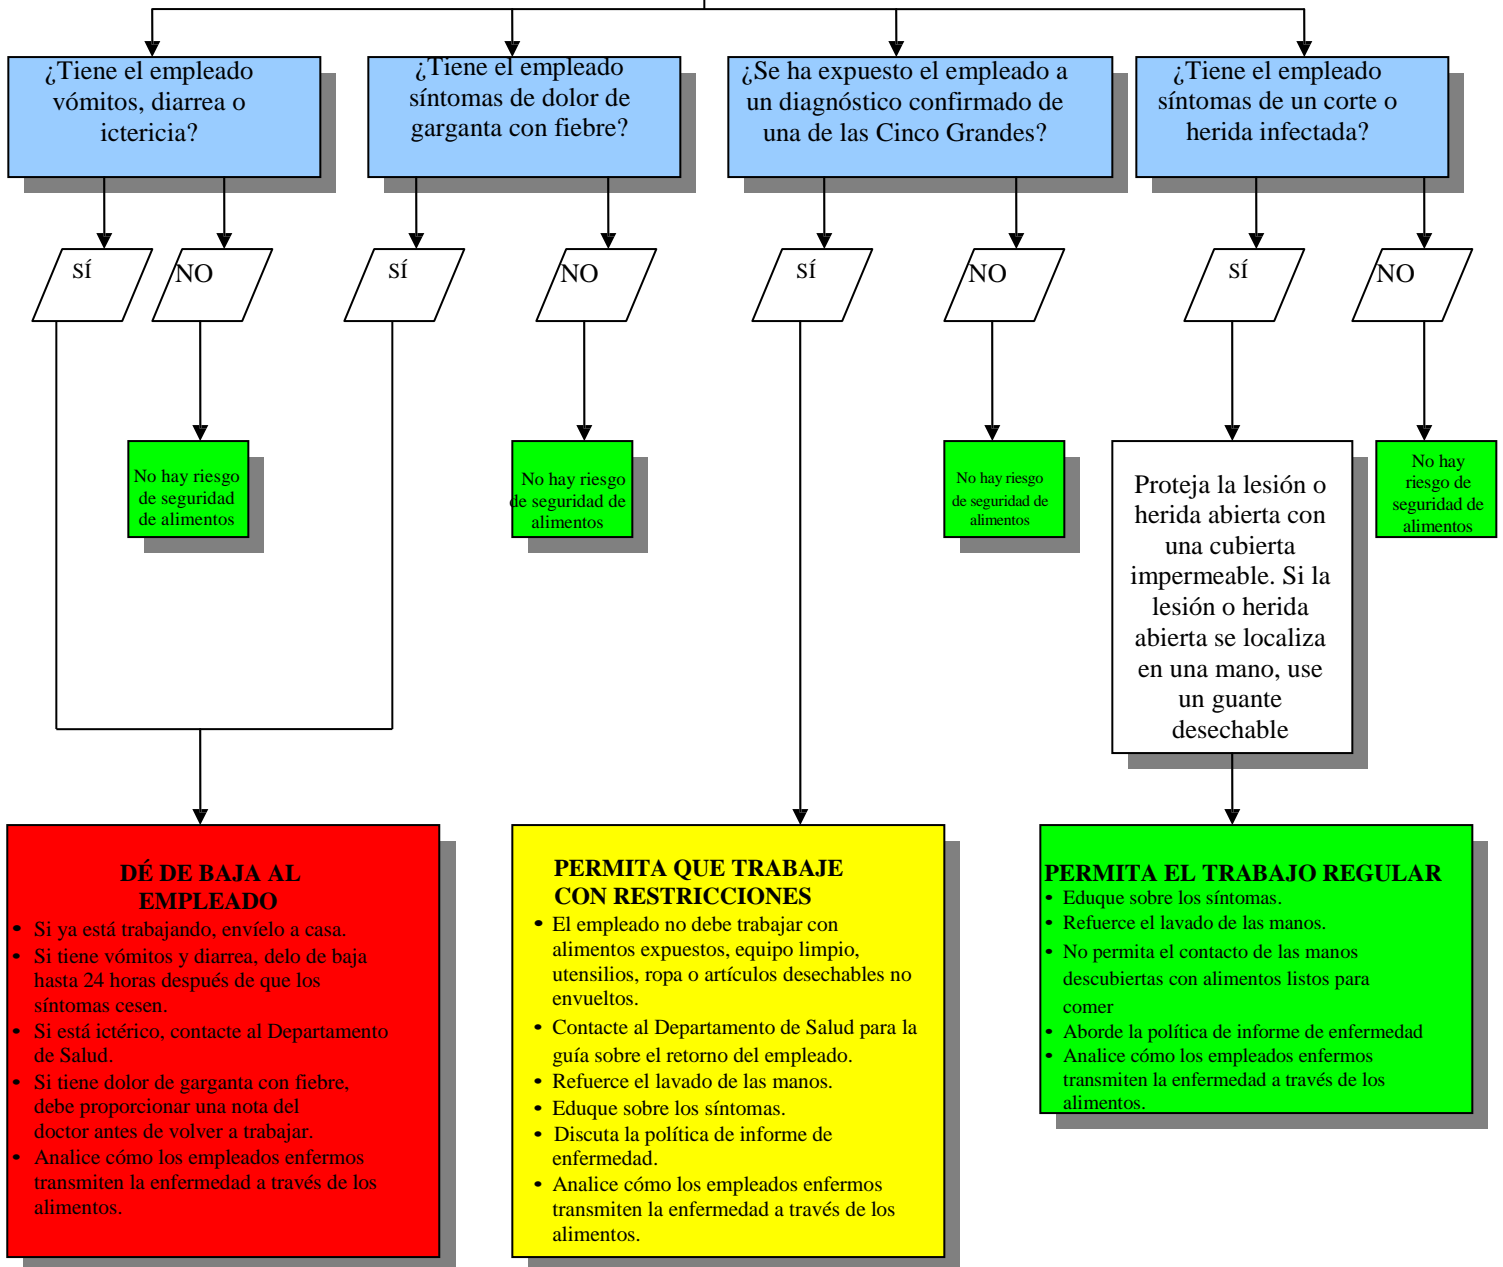 ¿Tiene el empleado
vómitos, diarrea o
ictericia?
¿Tiene el empleado
síntomas de dolor de
garganta con fiebre?
¿Se ha expuesto el empleado a
un diagnóstico confirmado de
una de las Cinco Grandes?
¿Tiene el empleado
síntomas de un corte o
herida infectada?
SÍ
NO
SÍ
NO
SÍ
NO
SÍ
NO
No hay riesgo
de seguridad
de alimentos
No hay riesgo
de seguridad de
alimentos
No hay riesgo
de seguridad de
alimentos
Proteja la lesión o
herida abierta con
una cubierta
impermeable. Si la
lesión o herida
abierta se localiza
en una mano, use
un guante
desechable
No hay
riesgo de
seguridad de
alimentos
DÉ DE BAJA AL
EMPLEADO
• Si ya está trabajando, envíelo a casa.
• Si tiene vómitos y diarrea, delo de baja
hasta 24 horas después de que los
síntomas cesen.
• Si está ictérico, contacte al Departamento
de Salud.
• Si tiene dolor de garganta con fiebre,
debe proporcionar una nota del
doctor antes de volver a trabajar.
• Analice cómo los empleados enfermos
transmiten la enfermedad a través de los
alimentos.
PERMITA QUE TRABAJE
CON RESTRICCIONES
• El empleado no debe trabajar con
alimentos expuestos, equipo limpio,
utensilios, ropa o artículos desechables no
envueltos.
• Contacte al Departamento de Salud para la
guía sobre el retorno del empleado.
• Refuerce el lavado de las manos.
• Eduque sobre los síntomas.
• Discuta la política de informe de
enfermedad.
• Analice cómo los empleados enfermos
transmiten la enfermedad a través de los
alimentos.
PERMITA EL TRABAJO REGULAR
• Eduque sobre los síntomas.
• Refuerce el lavado de las manos.
• No permita el contacto de las manos
descubiertas con alimentos listos para
comer
• Aborde la política de informe de enfermedad
• Analice cómo los empleados enfermos
transmiten la enfermedad a través de los
alimentos.